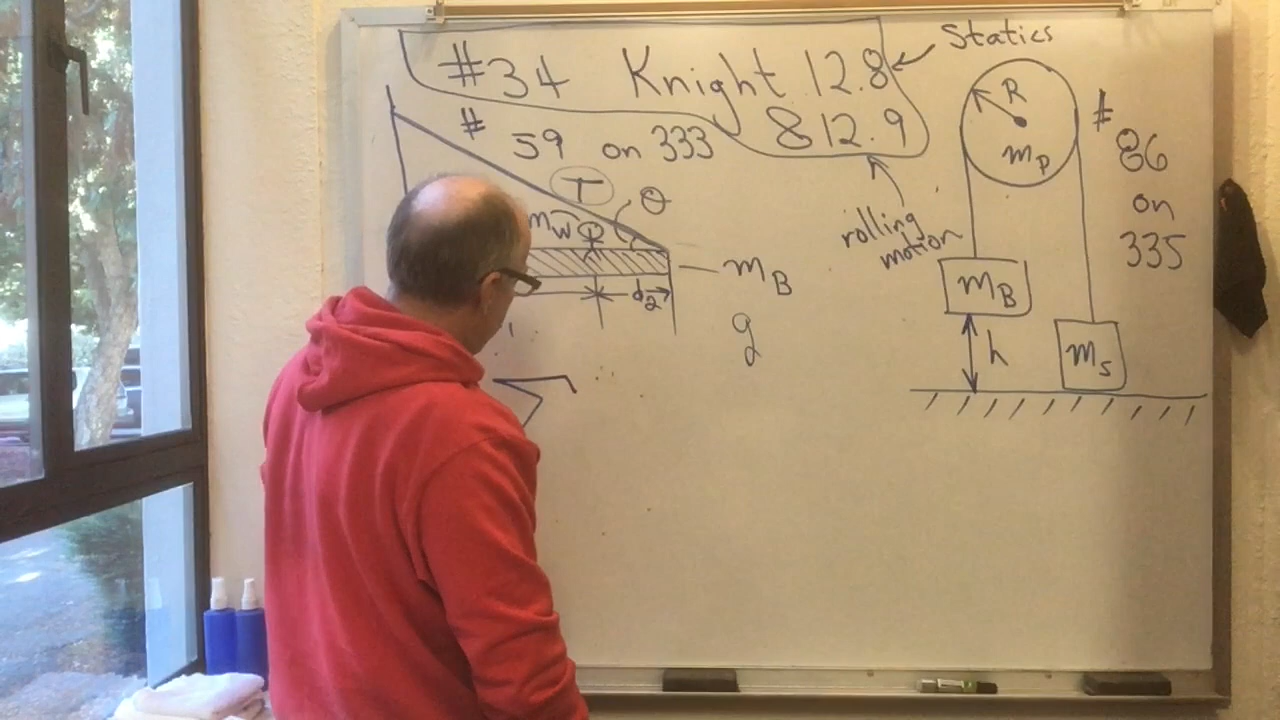 Statics
#34 Knight 12.8
& 12.9
# 59 on 333
rolling
motion
T
θ
m_W
m_B
d_2
g
R
m_P
m_B
h
m_S
#
86
on
335